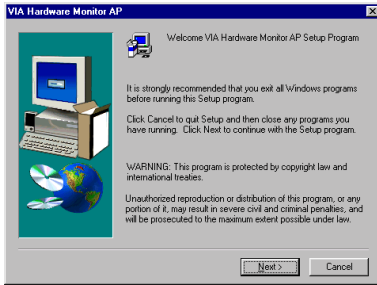 VIA Hardware Monitor AP
Welcome VIA Hardware Monitor AP Setup Program
It is strongly recommended that you exit all Windows programs
before running this Setup program.
Click Cancel to quit Setup and then close any programs you
have running. Click Next to continue with the Setup program.
WARNING: This program is protected by copyright law and
international treaties.
Unauthorized reproduction or distribution of this program, or any
portion of it, may result in severe civil and criminal penalties, and
will be prosecuted to the maximum extent possible under law.
Next >
Cancel